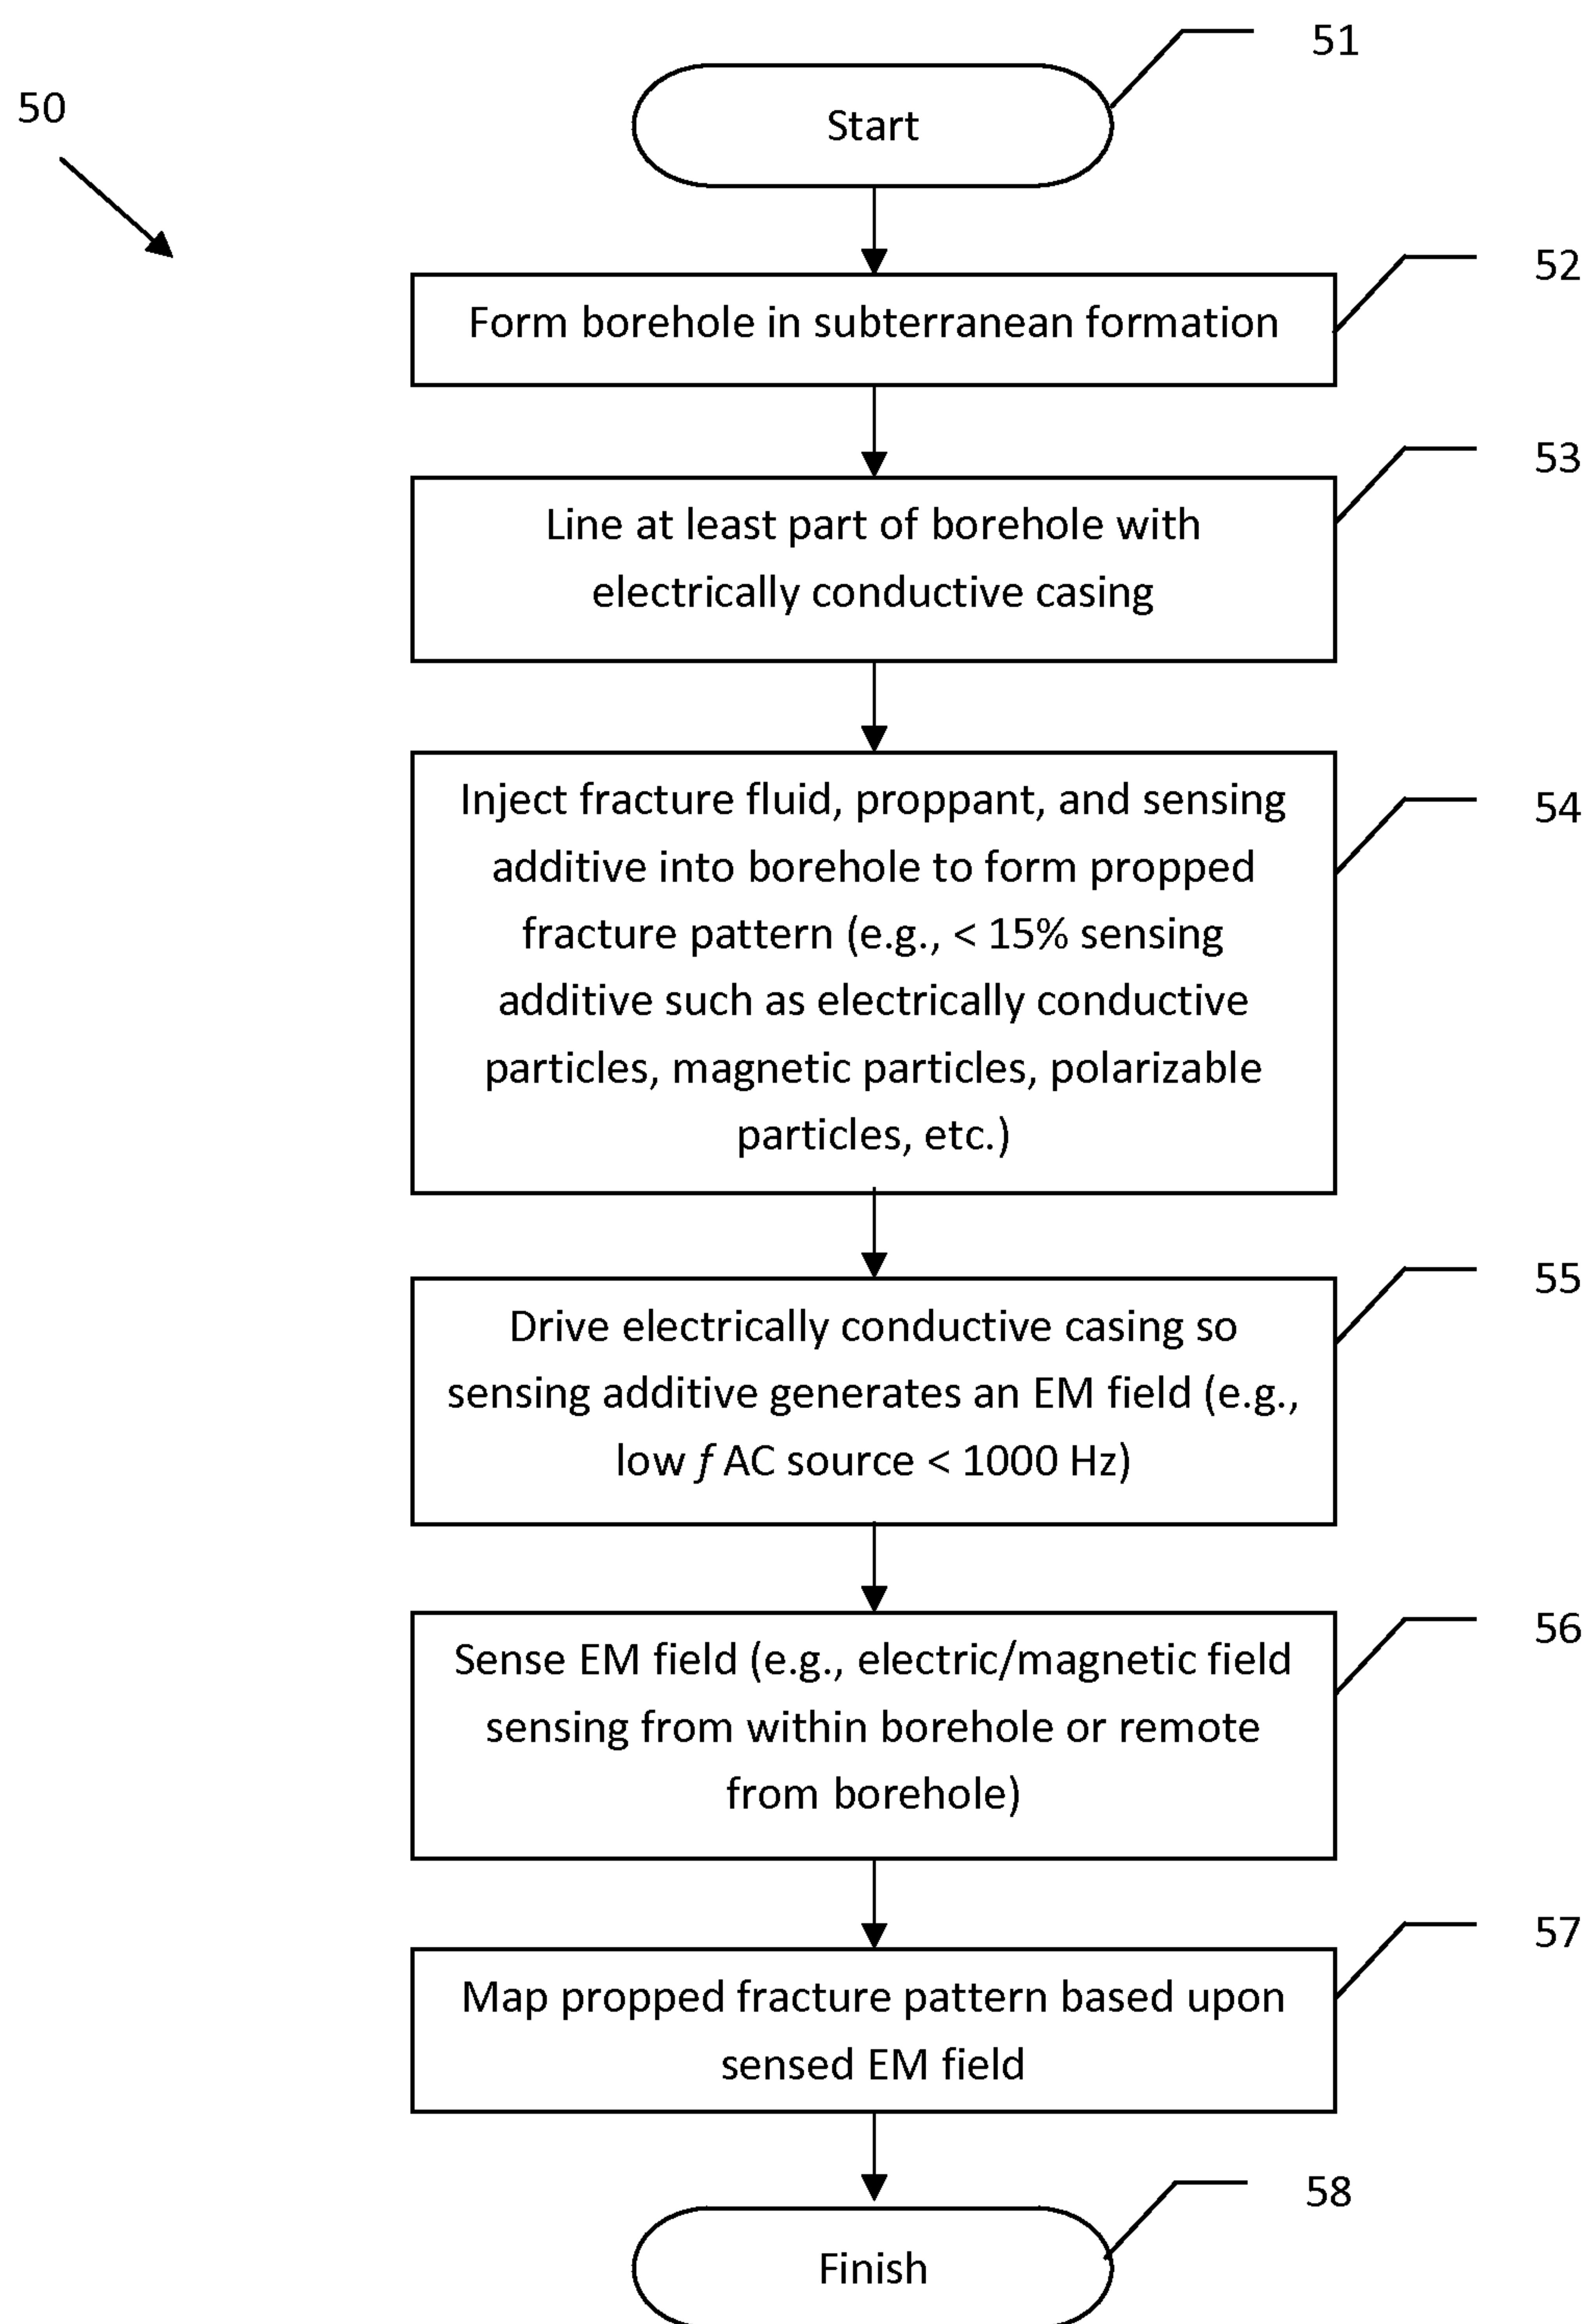 51
50
Start
52
Form borehole in subterranean formation
53
Line at least part of borehole with
electrically conductive casing
54
Inject fracture fluid, proppant, and sensing
additive into borehole to form propped
fracture pattern (e.g., < 15% sensing
additive such as electrically conductive
particles, magnetic particles, polarizable
particles, etc.)
55
Drive electrically conductive casing so
sensing additive generates an EM field (e.g.,
low f AC source < 1000 Hz)
56
Sense EM field (e.g., electric/magnetic field
sensing from within borehole or remote
from borehole)
57
Map propped fracture pattern based upon
sensed EM field
58
Finish